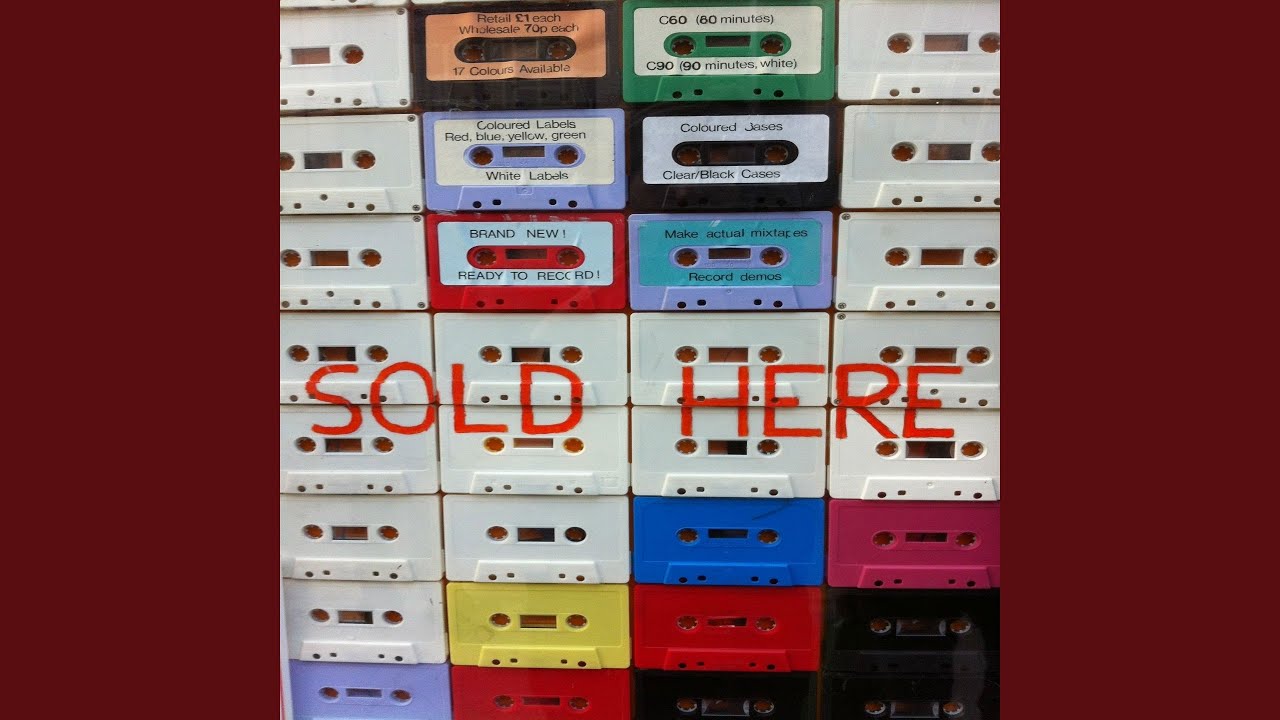 Retail £1 each
Wholesale 70p each
17 Colours Available
C60 (60 minutes)
C90 (90 minutes, white)
Coloured Labels
Red, blue, yellow, green
White Labels
Coloured Jases
Clear/Black Cases
BRAND NEW!
READY TO RECORD!
Make actual mixtapes
Record demos
SOLD HERE